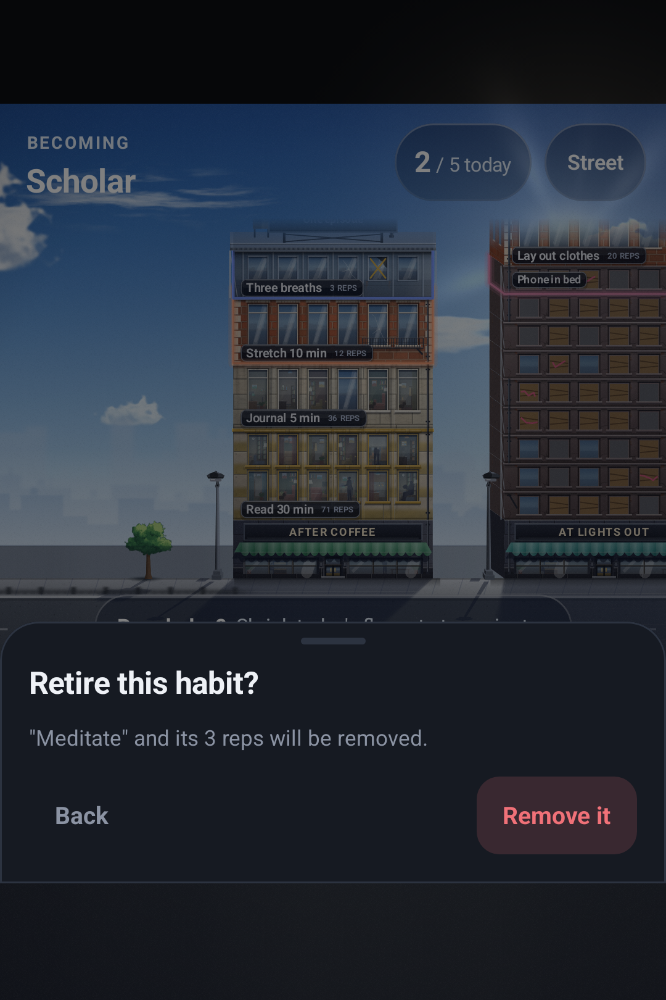 BECOMING
Scholar
2 / 5 today
Street
Lay out clothes 20 REPS
Phone in bed
Three breaths 3 REPS
Stretch 10 min 12 REPS
Journal 5 min 36 REPS
Read 30 min 71 REPS
AFTER COFFEE
AT LIGHTS OUT
Retire this habit?
"Meditate" and its 3 reps will be removed.
Back
Remove it